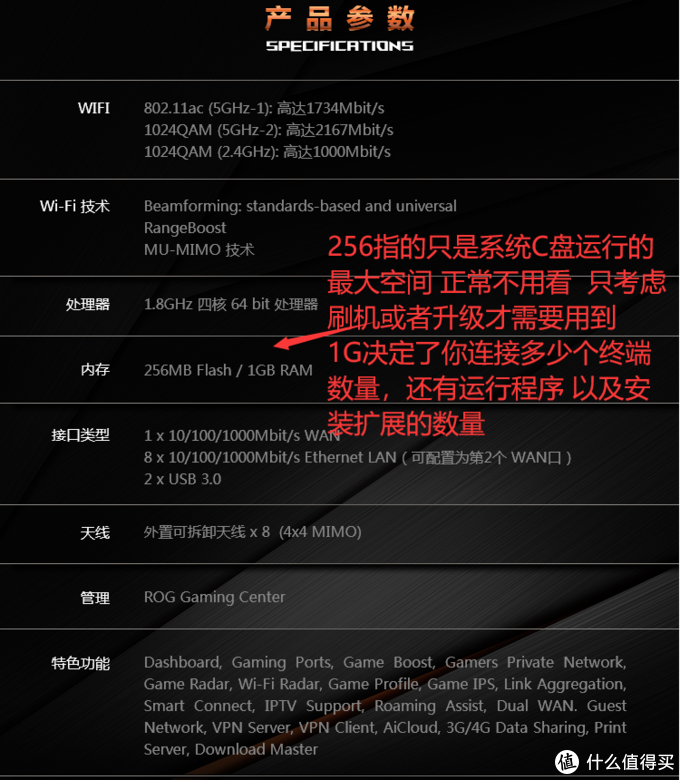 产品参数
SPECIFICATIONS
WIFI
802.11ac (5GHz-1): 高达1734Mbit/s
1024QAM (5GHz-2): 高达2167Mbit/s
1024QAM (2.4GHz): 高达1000Mbit/s
Wi-Fi 技术
Beamforming: standards-based and universal
RangeBoost
MU-MIMO 技术
256指的只是系统C盘运行的
最大空间 正常不用看 只考虑
刷机或者升级才需要用到
1G决定了你连接多少个终端
数量，还有运行程序 以及安
装扩展的数量
处理器
1.8GHz 四核 64 bit 处理器
内存
256MB Flash / 1GB RAM
接口类型
1 x 10/100/1000Mbit/s WAN
8 x 10/100/1000Mbit/s Ethernet LAN（可配置为第2个 WAN口）
2 x USB 3.0
天线
外置可拆卸天线 x 8  (4x4 MIMO)
管理
ROG Gaming Center
特色功能
Dashboard, Gaming Ports, Game Boost, Gamers Private Network,
Game Radar, Wi-Fi Radar, Game Profile, Game IPS, Link Aggregation,
Smart Connect, IPTV Support, Roaming Assist, Dual WAN. Guest
Network, VPN Server, VPN Client, AiCloud, 3G/4G Data Sharing, Print
Server, Download Master
值 什么值得买